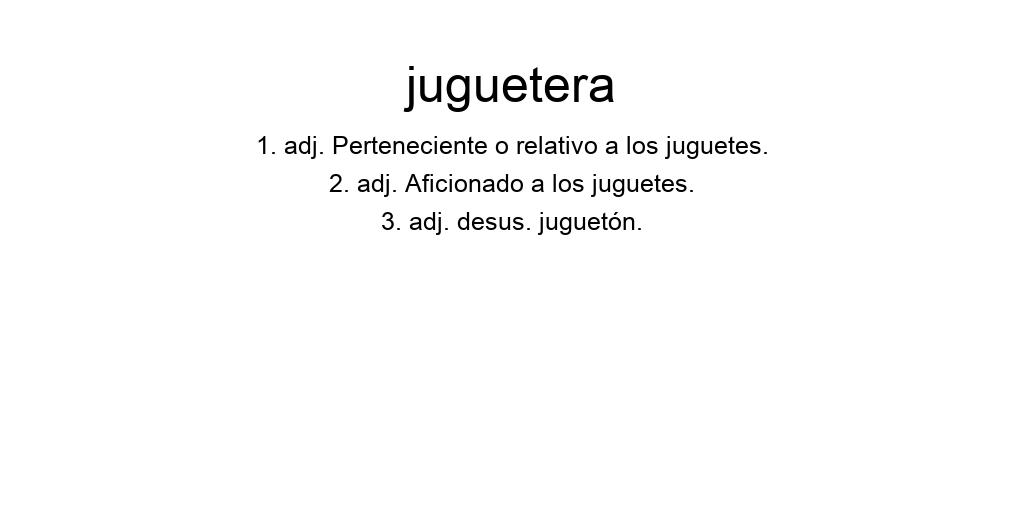 juguetera
1. adj. Perteneciente o relativo a los juguetes.
2. adj. Aficionado a los juguetes.
3. adj. desus. juguetón.